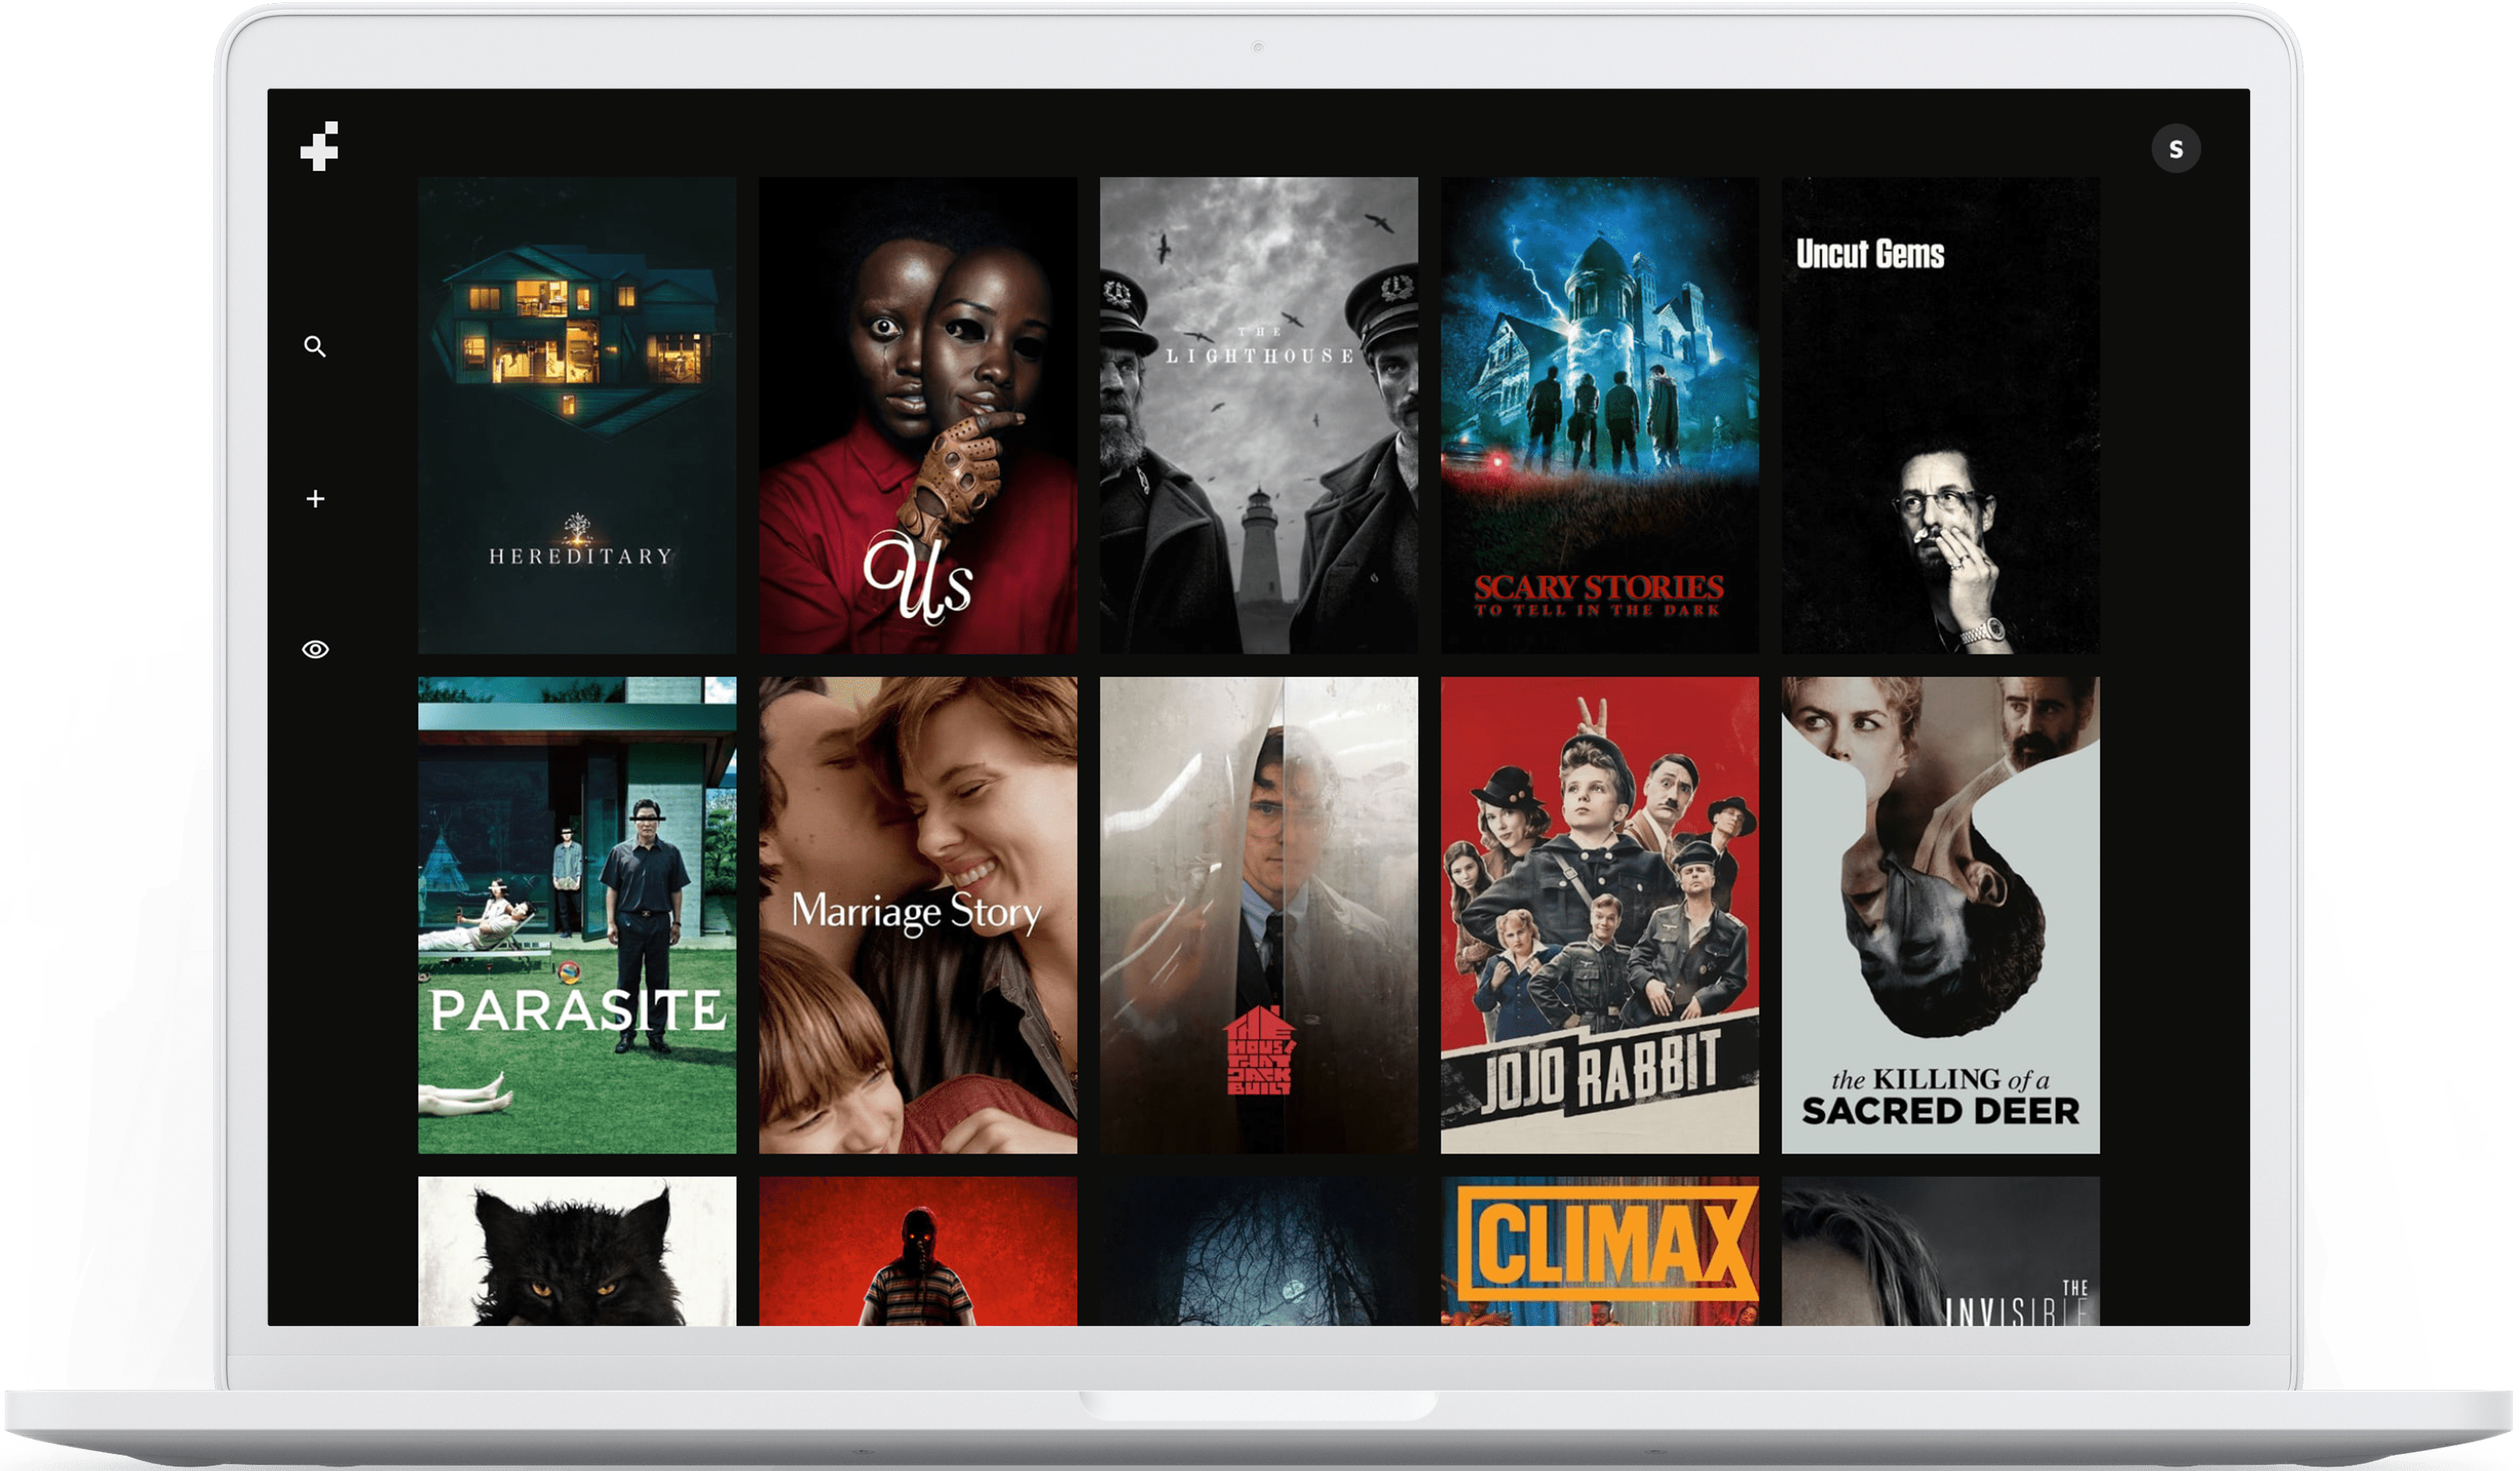 S
Uncut Gems
THE
LIGHTHOUSE
HEREDITARY
Us
SCARY STORIES
TO TELL IN THE DARK
Marriage Story
PARASITE
THE
HOUSE
THAT
JACK
BUILT
JOJO RABBIT
the KILLING of a
SACRED DEER
CLIMAX
THE
INVISIBLE